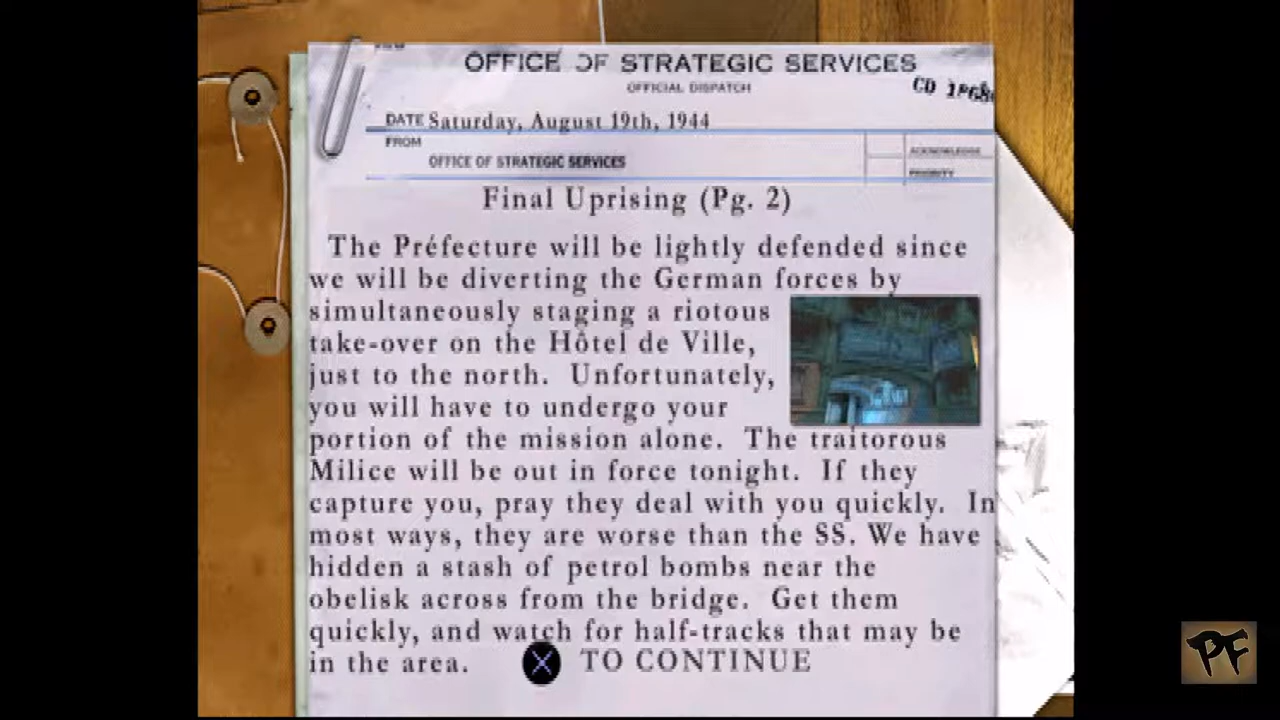 OFFICE OF STRATEGIC SERVICES
OFFICIAL DISPATCH
DATE Saturday, August 19th, 1944
FROM
OFFICE OF STRATEGIC SERVICES
ACKNOWLEDGE
PRIORITY
Final Uprising (Pg. 2)
The Préfecture will be lightly defended since
we will be diverting the German forces by
simultaneously staging a riotous
take-over on the Hôtel de Ville,
just to the north. Unfortunately,
you will have to undergo your
portion of the mission alone. The traitorous
Milice will be out in force tonight. If they
capture you, pray they deal with you quickly. In
most ways, they are worse than the SS. We have
hidden a stash of petrol bombs near the
obelisk across from the bridge. Get them
quickly, and watch for half-tracks that may be
in the area.
X TO CONTINUE
PF